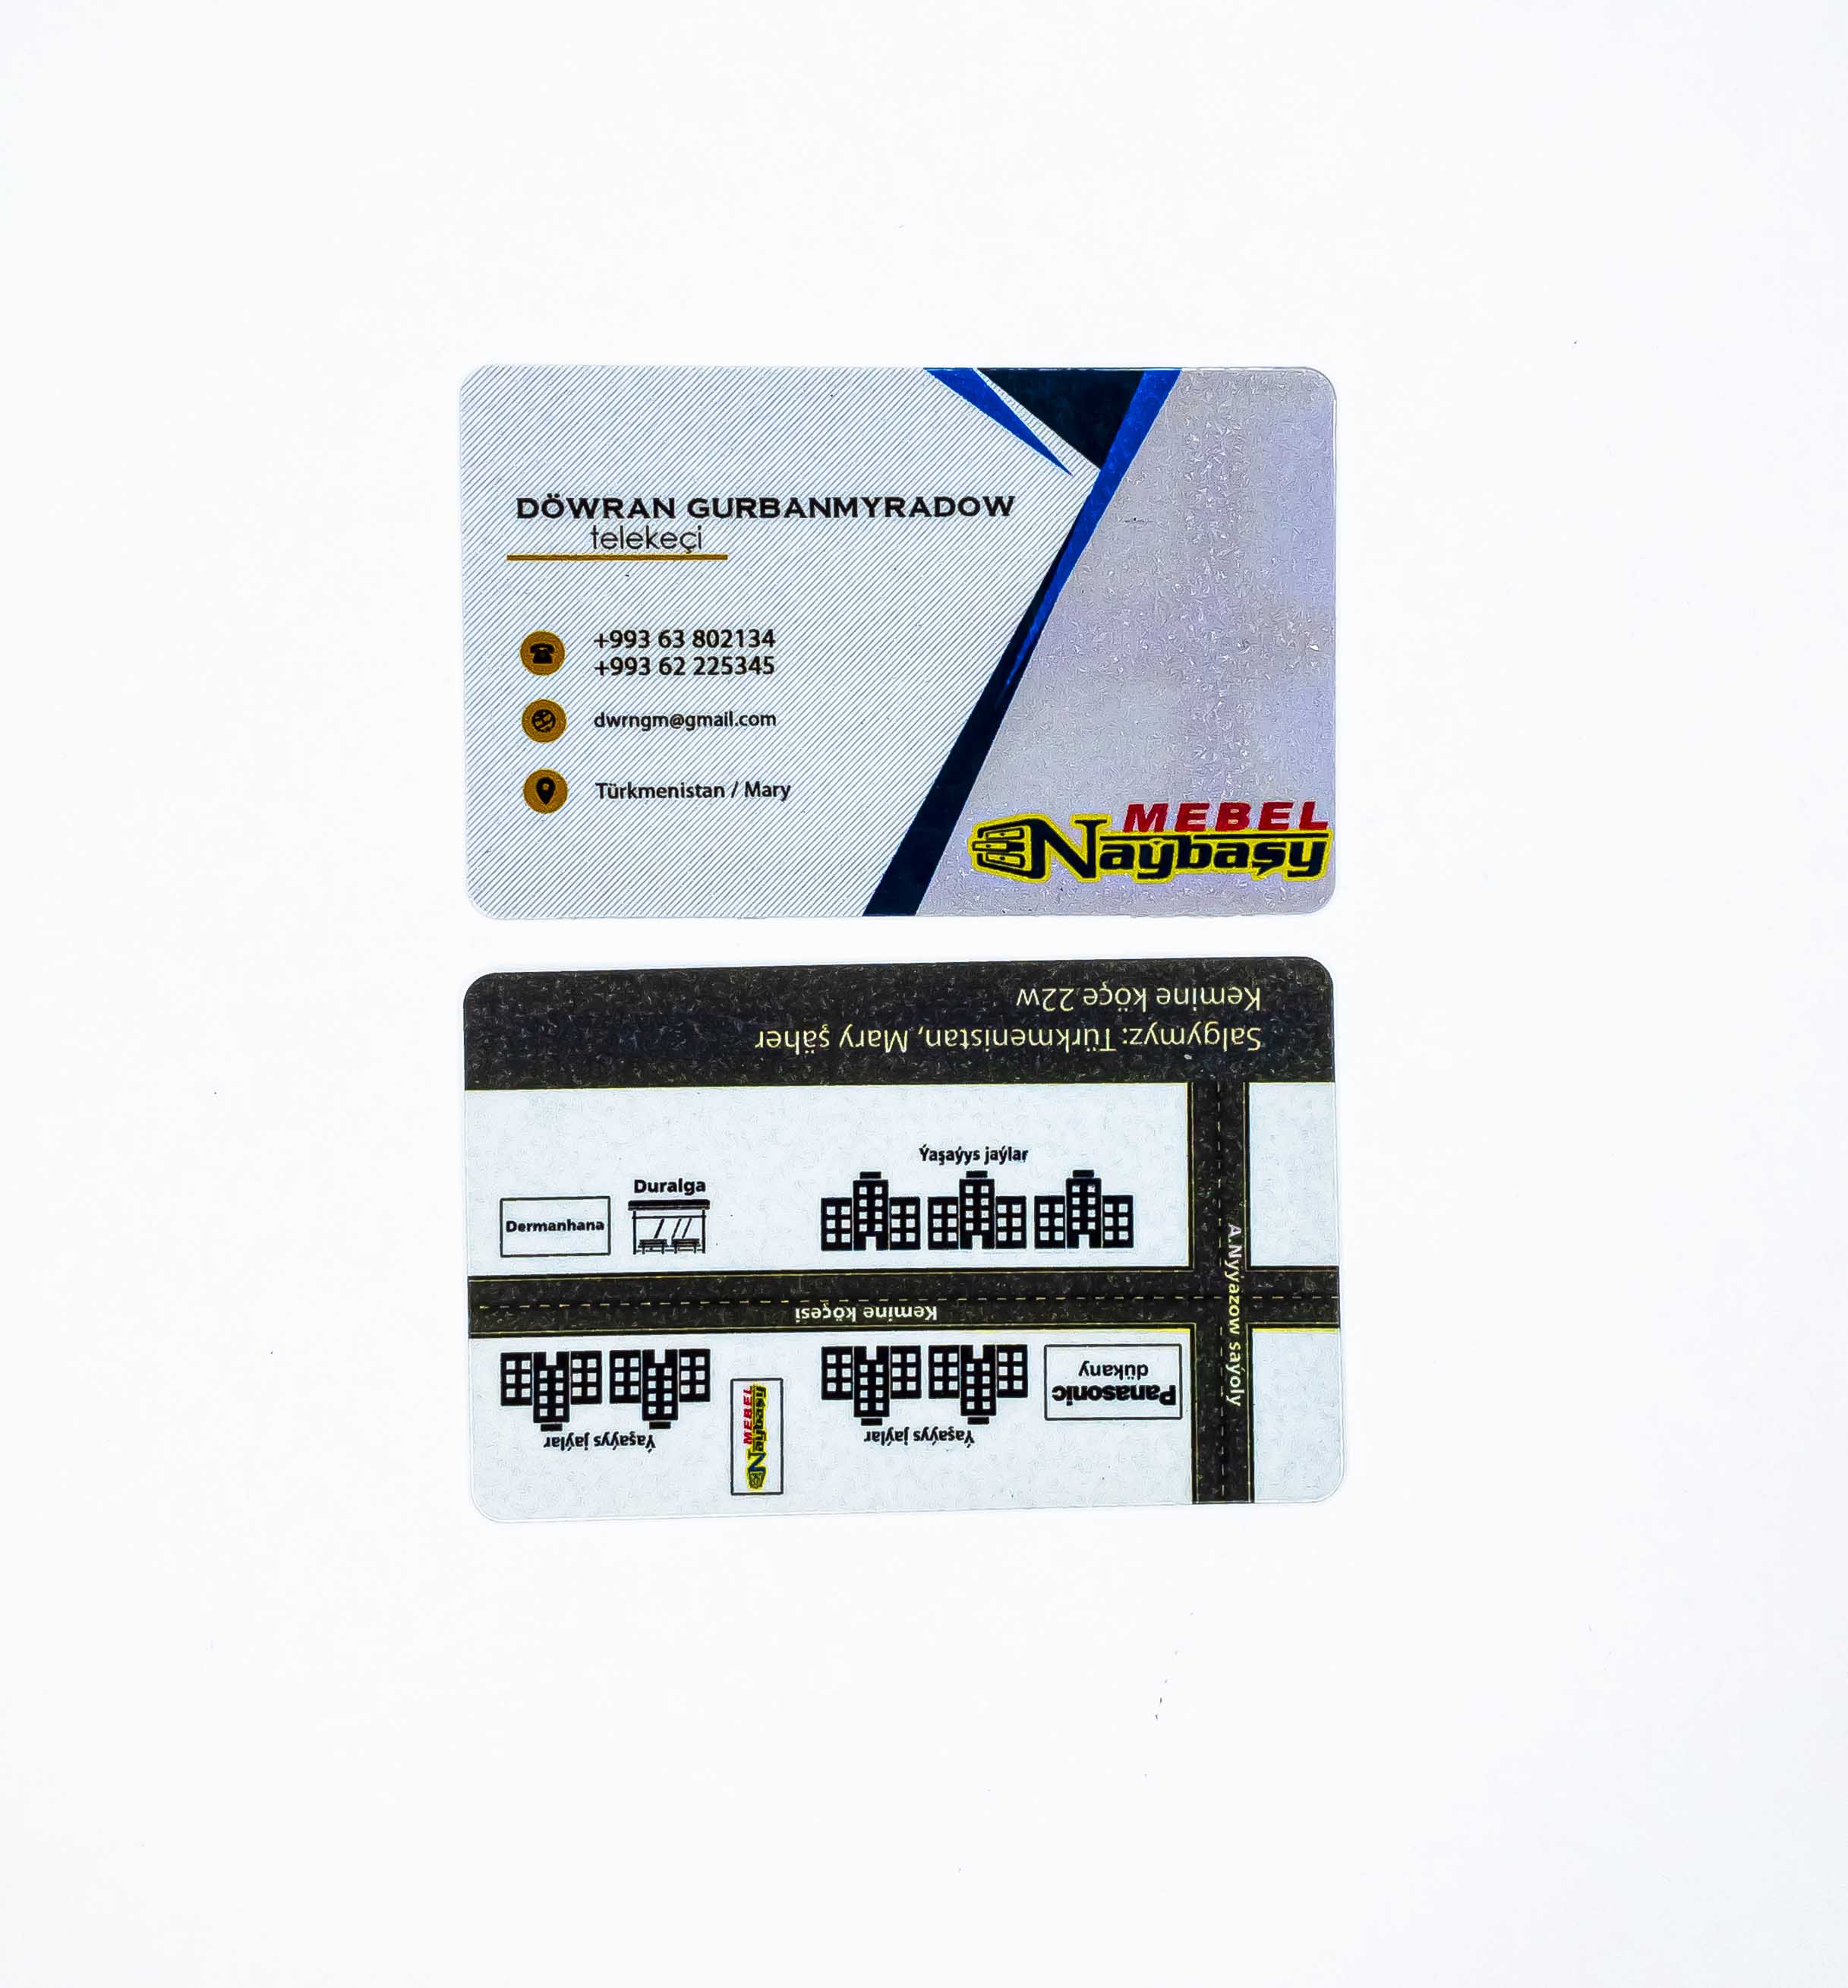 DÖWRAN GURBANMYRADOW
telekeçi
+993 63 802134
+993 62 225345
dwrngm@gmail.com
Türkmenistan / Mary
MEBEL
Naýbaşy
Salgymyz: Türkmenistan, Mary şäher
Kemine köçe 22w
Ýaşaýys jaýlar
Duralga
Dermanhana
A.Nyýazow saýoly
Kemine köçesi
Panasonic
dükany
Ýaşaýys jaýlar
MEBEL
Naýbaşy
Ýaşaýys jaýlar